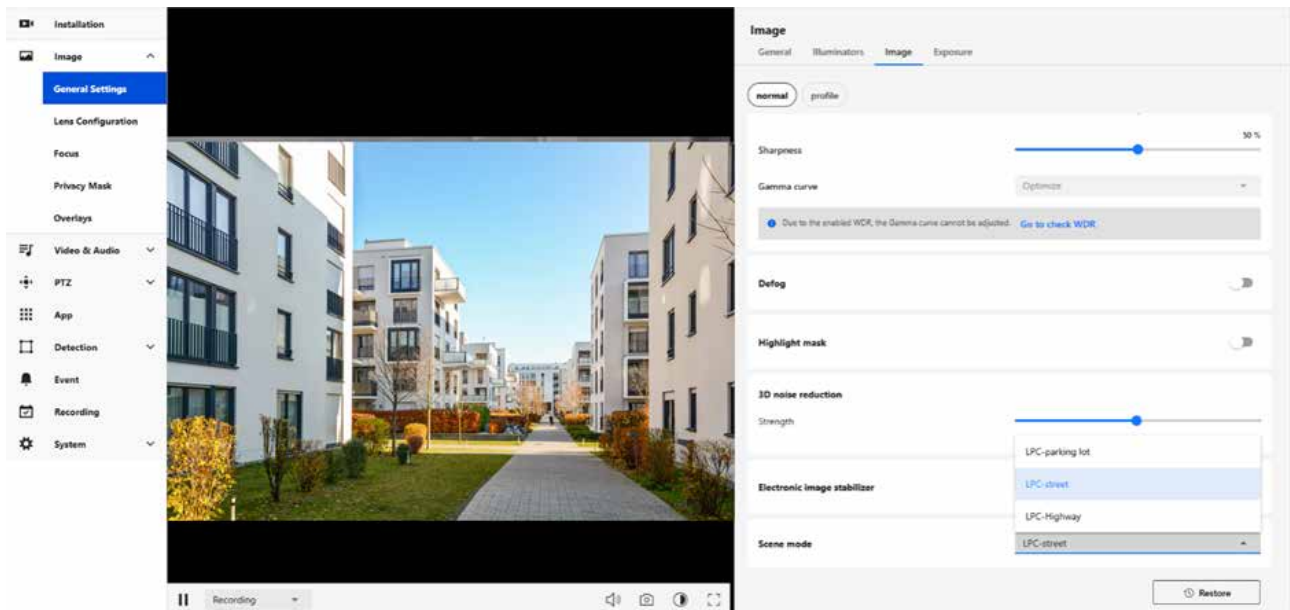 Installation
Image
General Settings
Lens Configuration
Focus
Privacy Mask
Overlays
Video & Audio
PTZ
App
Detection
Event
Recording
System
Recording
Image
General Illuminators Image Exposure
normal profile
50 %
Sharpness
Gamma curve Optimize
Due to the enabled WDR, the Gamma curve cannot be adjusted. Go to check WDR
Defog
Highlight mask
3D noise reduction
Strength
LPC-parking lot
Electronic image stabilizer LPC-street
LPC-Highway
Scene mode LPC-street
Restore